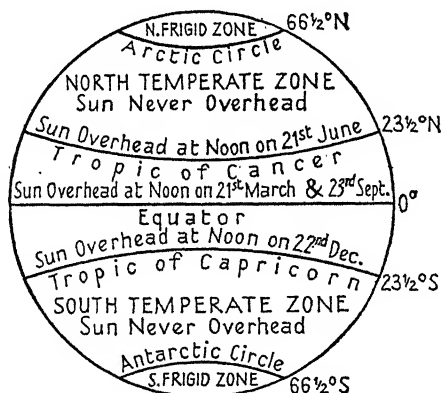 N. FRIGID ZONE 66½°N
Arctic Circle
NORTH TEMPERATE ZONE
Sun Never Overhead
Sun Overhead at Noon on 21st June 23½°N
Tropic of Cancer
Sun Overhead at Noon on 21st March & 23rd Sept. 0°
Equator
Sun Overhead at Noon on 22nd Dec.
Tropic of Capricorn 23½°S
SOUTH TEMPERATE ZONE
Sun Never Overhead
Antarctic Circle
S. FRIGID ZONE 66½°S